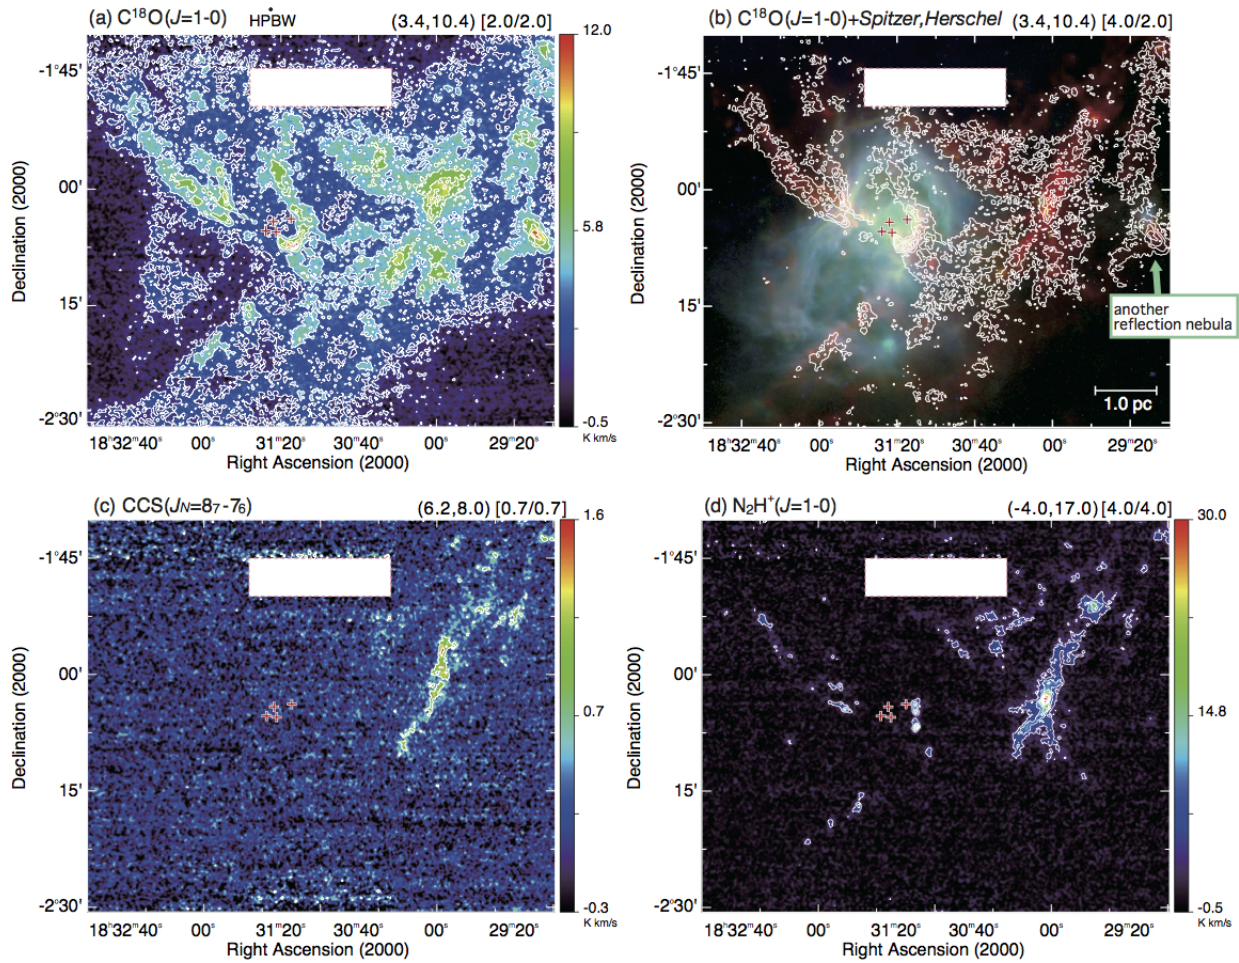 (a) C¹⁸O(J=1-0) HPBW (3.4,10.4) [2.0/2.0]
12.0
5.8
-0.5
K km/s
-1°45'
00'
15'
-2°30'
Declination (2000)
18ʰ32ᵐ40ˢ 00ˢ 31ᵐ20ˢ 30ᵐ40ˢ 00ˢ 29ᵐ20ˢ
Right Ascension (2000)
(b) C¹⁸O(J=1-0)+Spitzer,Herschel (3.4,10.4) [4.0/2.0]
-1°45'
00'
15'
-2°30'
Declination (2000)
another
reflection nebula
1.0 pc
18ʰ32ᵐ40ˢ 00ˢ 31ᵐ20ˢ 30ᵐ40ˢ 00ˢ 29ᵐ20ˢ
Right Ascension (2000)
(c) CCS(J_N=8₇-7₆) (6.2,8.0) [0.7/0.7]
1.6
0.7
-0.3
K km/s
-1°45'
00'
15'
-2°30'
Declination (2000)
18ʰ32ᵐ40ˢ 00ˢ 31ᵐ20ˢ 30ᵐ40ˢ 00ˢ 29ᵐ20ˢ
Right Ascension (2000)
(d) N₂H⁺(J=1-0) (-4.0,17.0) [4.0/4.0]
30.0
14.8
-0.5
K km/s
-1°45'
00'
15'
-2°30'
Declination (2000)
18ʰ32ᵐ40ˢ 00ˢ 31ᵐ20ˢ 30ᵐ40ˢ 00ˢ 29ᵐ20ˢ
Right Ascension (2000)